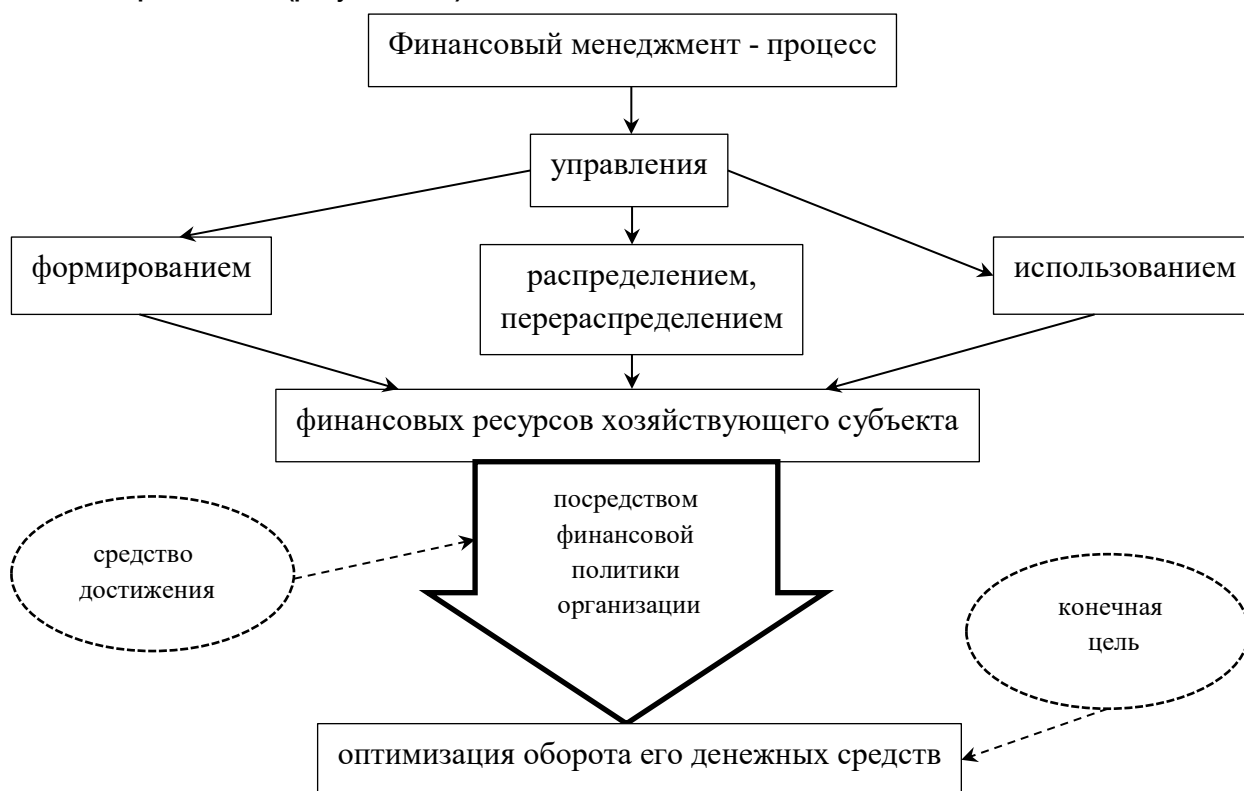 Финансовый менеджмент - процесс
управления
формированием
распределением,
перераспределением
использованием
финансовых ресурсов хозяйствующего субъекта
посредством
финансовой
политики
организации
средство
достижения
конечная
цель
оптимизация оборота его денежных средств